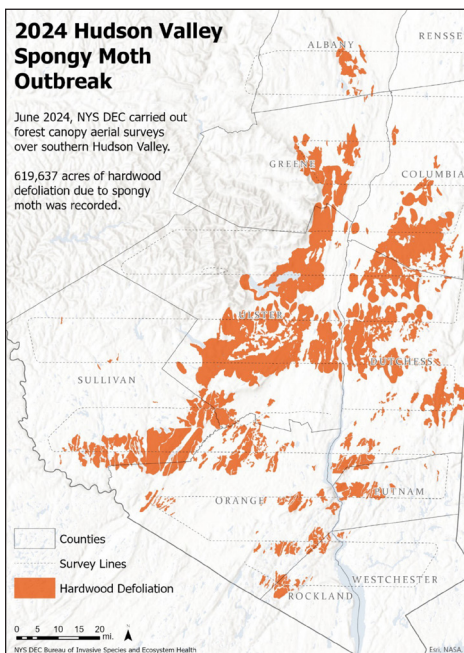 2024 Hudson Valley
Spongy Moth
Outbreak
June 2024, NYS DEC carried out
forest canopy aerial surveys
over southern Hudson Valley.
619,637 acres of hardwood
defoliation due to spongy
moth was recorded.
ALBANY
RENSSE
GREENE
COLUMBIA
ULSTER
DUTCHESS
SULLIVAN
ORANGE
PUTNAM
WESTCHESTER
ROCKLAND
Counties
Survey Lines
Hardwood Defoliation
0 5 10 15 20
mi.
N
NYS DEC Bureau of Invasive Species and Ecosystem Health
Esri, NASA,